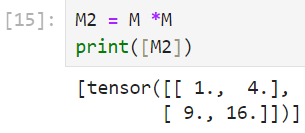 [15]: M2 = M *M
print([M2])
[tensor([[ 1.,  4.],
[ 9., 16.]])]